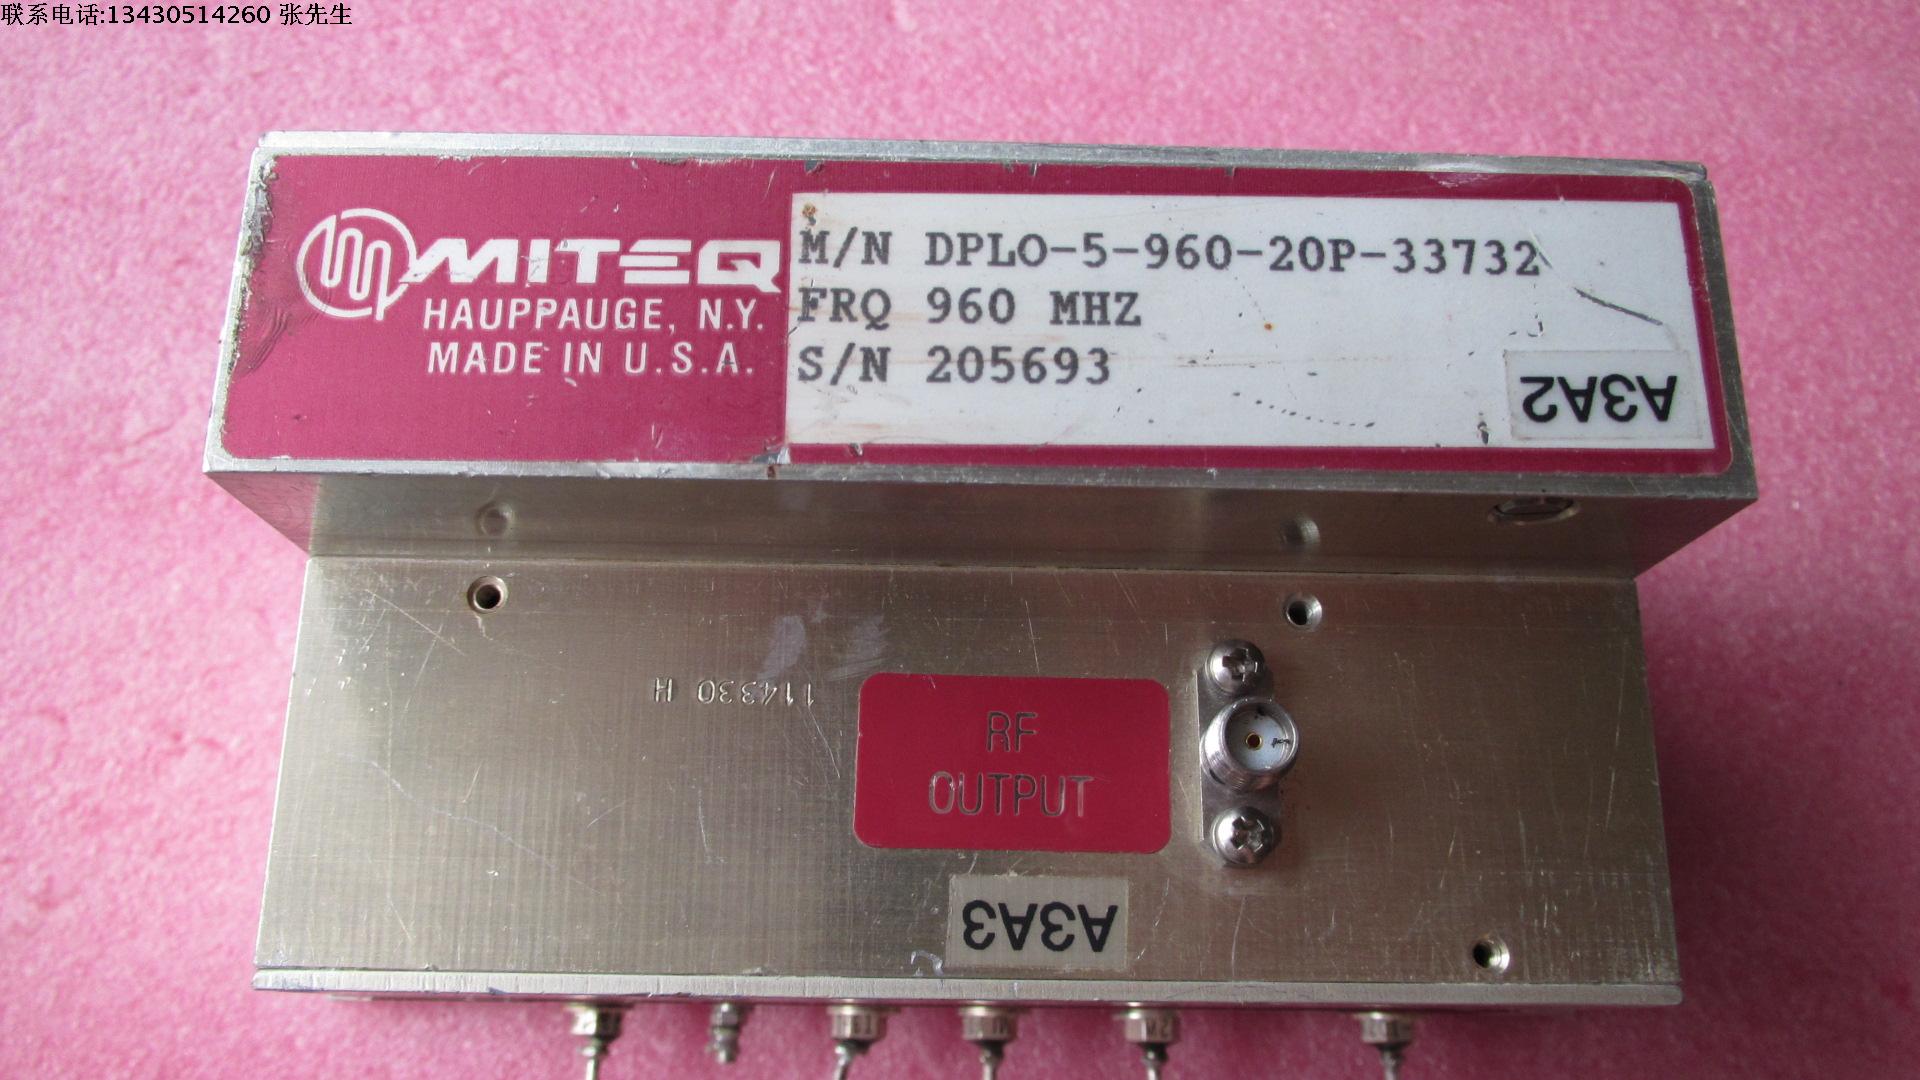 联系电话:13430514260 张先生
MITEQ
HAUPPAUGE, N.Y.
MADE IN U.S.A.
M/N DPLO-5-960-20P-33732
FRQ 960 MHZ
S/N 205693
A3A2
114330 H
RF
OUTPUT
A3A3